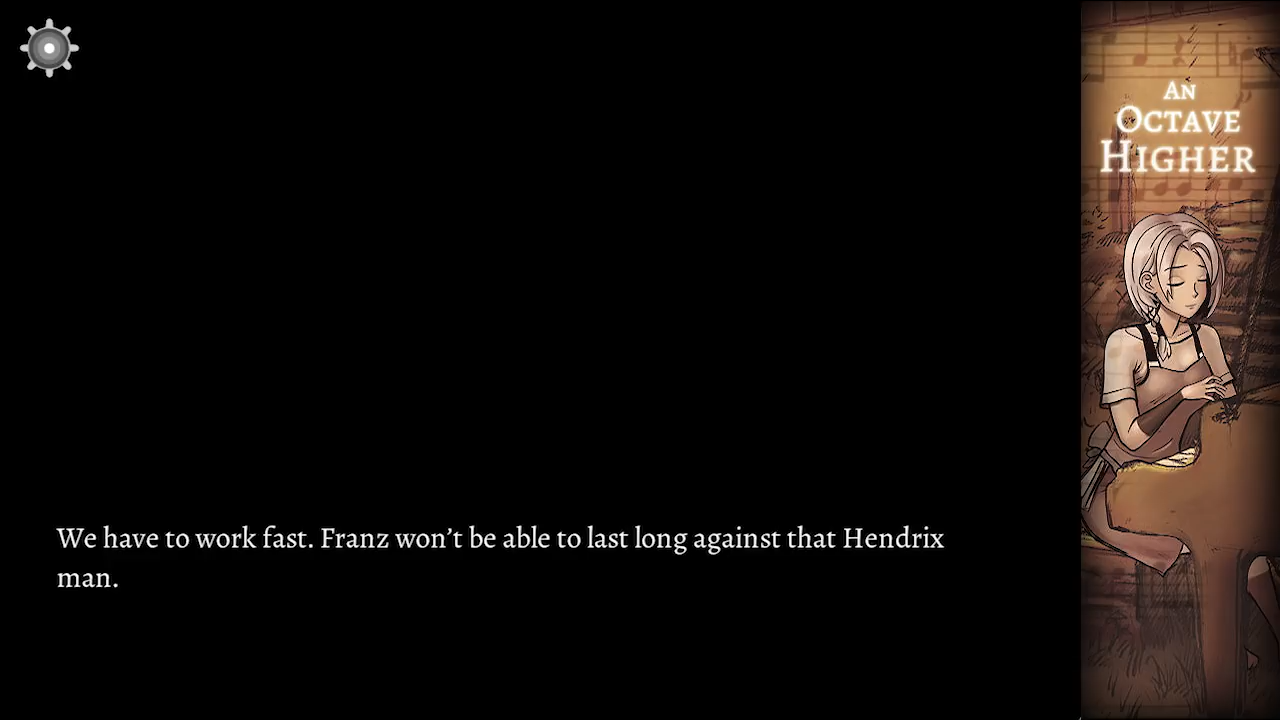 An
Octave
Higher
We have to work fast. Franz won’t be able to last long against that Hendrix
man.